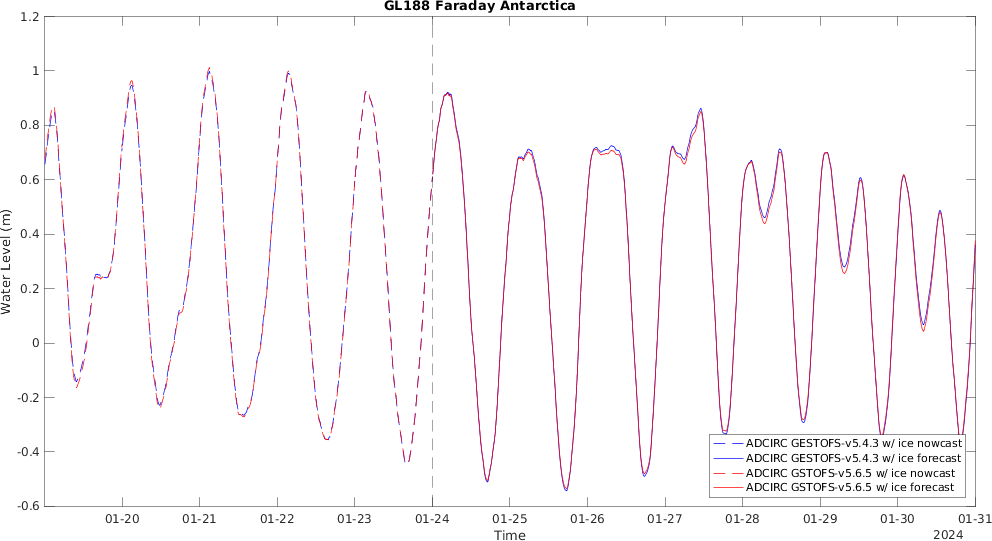 GL188 Faraday Antarctica
1.2
1
0.8
0.6
0.4
0.2
0
-0.2
-0.4
-0.6
Water Level (m)
ADCIRC GESTOFS-v5.4.3 w/ ice nowcast
ADCIRC GESTOFS-v5.4.3 w/ ice forecast
ADCIRC GSTOFS-v5.6.5 w/ ice nowcast
ADCIRC GSTOFS-v5.6.5 w/ ice forecast
01-20 01-21 01-22 01-23 01-24 01-25 01-26 01-27 01-28 01-29 01-30 01-31
Time
2024